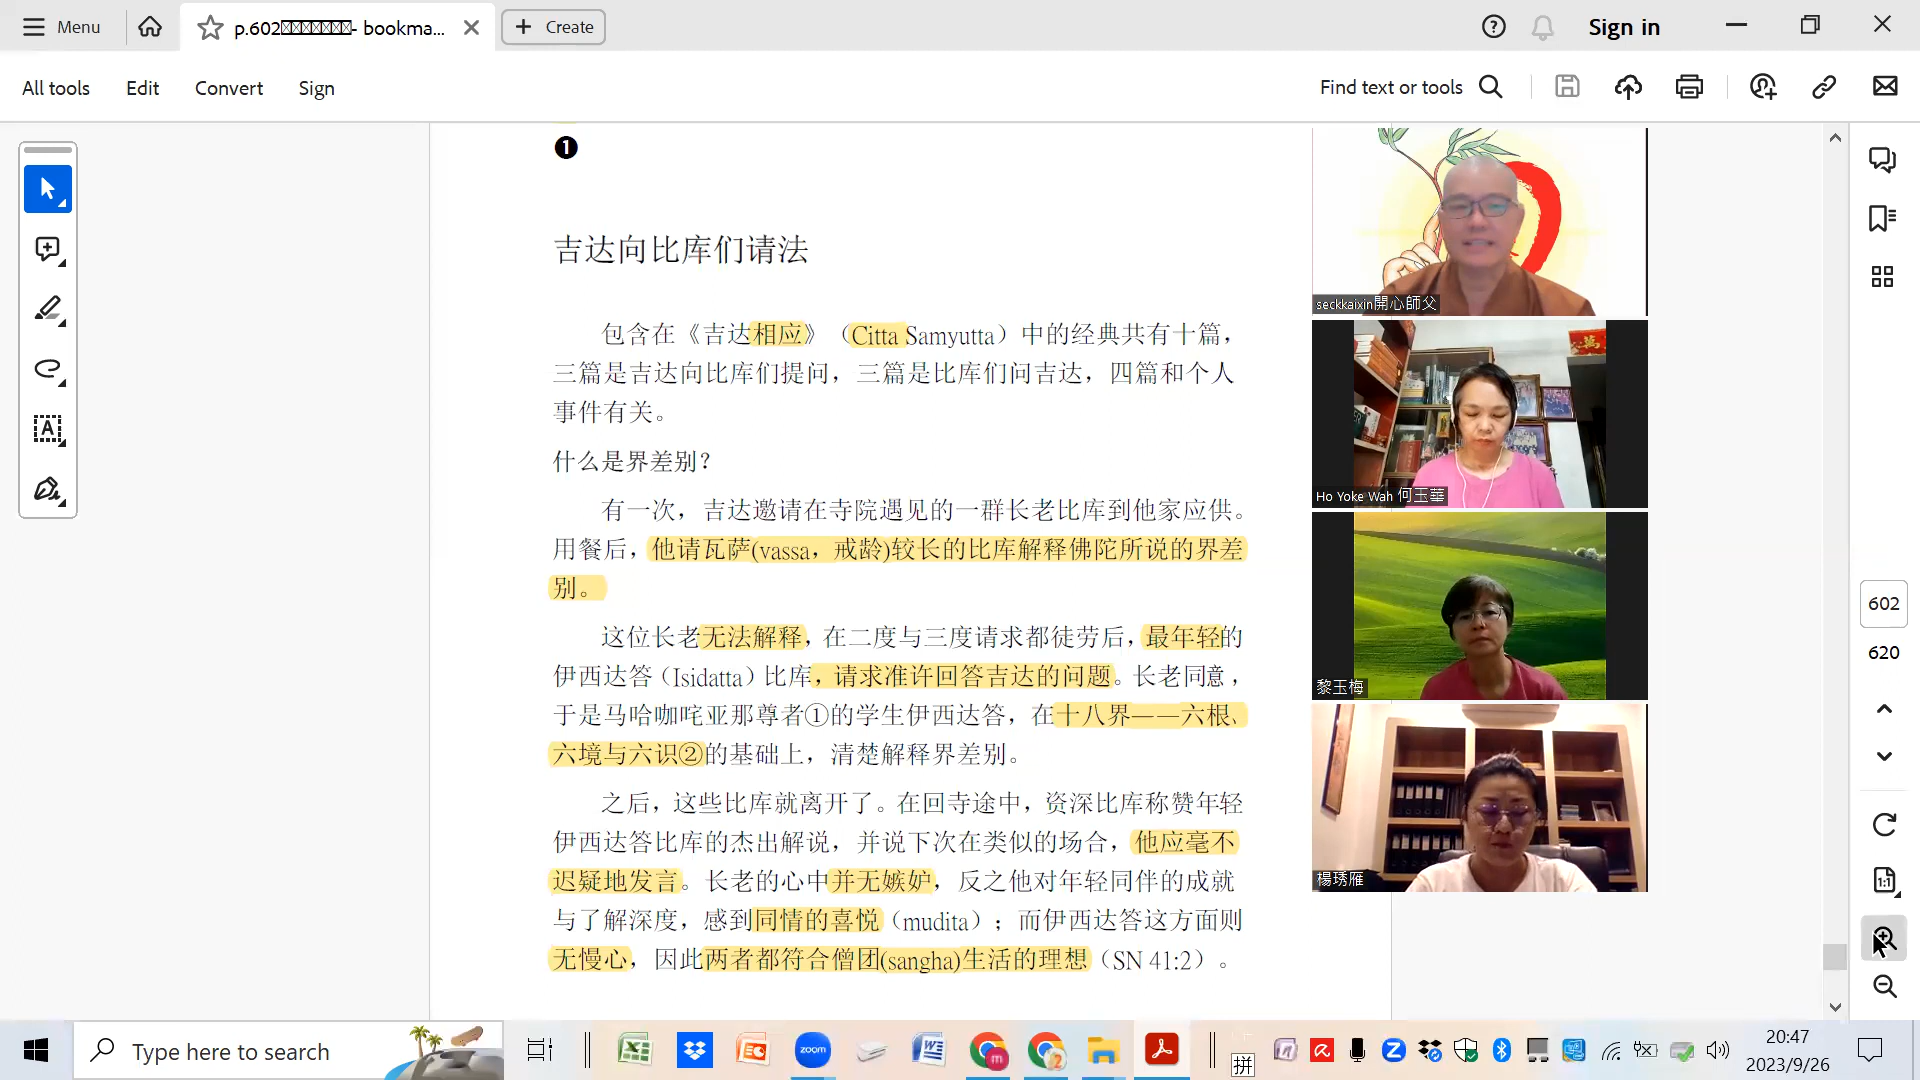 Menu
p.602 - bookma...
Create
Sign in
All tools
Edit
Convert
Sign
Find text or tools
❶
吉达向比库们请法
包含在《吉达相应》（Citta Samyutta）中的经典共有十篇，
三篇是吉达向比库们提问，三篇是比库们问吉达，四篇和个人
事件有关。
什么是界差别？
有一次，吉达邀请在寺院遇见的一群长老比库到他家应供。
用餐后，他请瓦萨(vassa，戒龄)较长的比库解释佛陀所说的界差
别。
这位长老无法解释，在二度与三度请求都徒劳后，最年轻的
伊西达答（Isidatta）比库，请求准许回答吉达的问题。长老同意，
于是马哈咖咤亚那尊者①的学生伊西达答，在十八界——六根、
六境与六识②的基础上，清楚解释界差别。
之后，这些比库就离开了。在回寺途中，资深比库称赞年轻
伊西达答比库的杰出解说，并说下次在类似的场合，他应毫不
迟疑地发言。长老的心中并无嫉妒，反之他对年轻同伴的成就
与了解深度，感到同情的喜悦（mudita）；而伊西达答这方面则
无慢心，因此两者都符合僧团(sangha)生活的理想（SN 41:2）。
seckkaixin開心師父
Ho Yoke Wah 何玉華
黎玉梅
楊琇雁
602
620
1:1
Type here to search
zoom
拼
20:47
2023/9/26